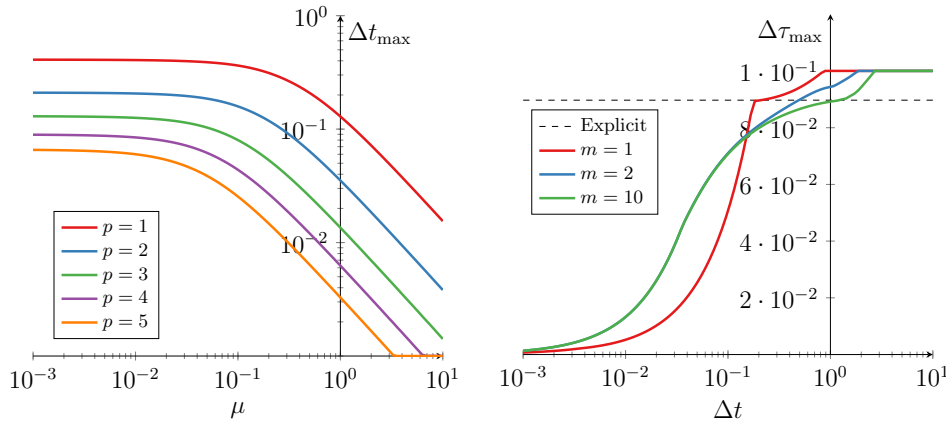 10^0
Δt_max
10^{-1}
10^{-2}
p = 1
p = 2
p = 3
p = 4
p = 5
10^{-3}
10^{-2}
10^{-1}
10^0
10^1
μ
Δτ_max
1 · 10^{-1}
8 · 10^{-2}
6 · 10^{-2}
4 · 10^{-2}
2 · 10^{-2}
Explicit
m = 1
m = 2
m = 10
10^{-3}
10^{-2}
10^{-1}
10^0
10^1
Δt